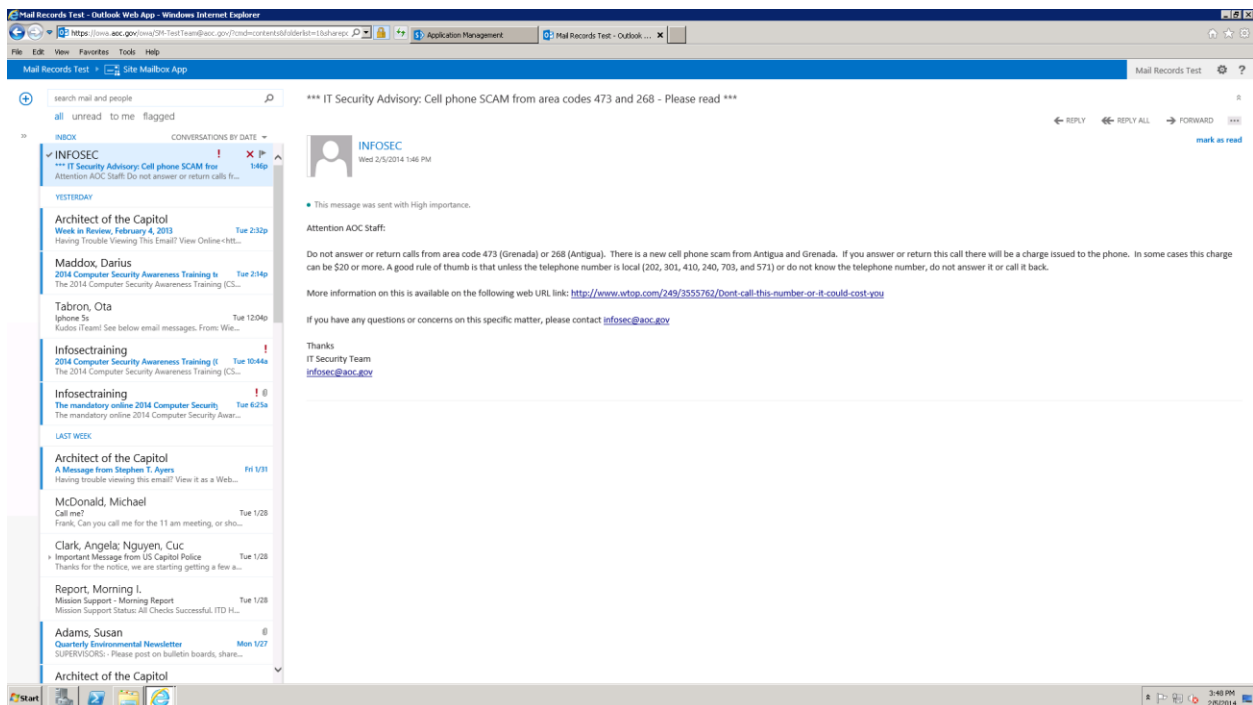 Mail Records Test - Outlook Web App - Windows Internet Explorer
https://owa.aoc.gov/owa/SM-TestTeam@aoc.gov/?cmd=contents&folderlist=1&sharepc
Application Management
Mail Records Test - Outlook ...
File Edit View Favorites Tools Help
Mail Records Test
Site Mailbox App
Mail Records Test
?
search mail and people
all unread to me flagged
INBOX CONVERSATIONS BY DATE
INFOSEC
*** IT Security Advisory: Cell phone SCAM fror 1:46p
Attention AOC Staff: Do not answer or return calls fr...
YESTERDAY
Architect of the Capitol
Week in Review, February 4, 2013 Tue 2:32p
Having Trouble Viewing This Email? View Online<htt...
Maddox, Darius
2014 Computer Security Awareness Training tr Tue 2:14p
The 2014 Computer Security Awareness Training (CS...
Tabron, Ota
Iphone 5s Tue 12:04p
Kudos iTeam! See below email messages. From: Wie...
Infosectraining
2014 Computer Security Awareness Training (C Tue 10:44a
The 2014 Computer Security Awareness Training (CS...
Infosectraining
The mandatory online 2014 Computer Security Tue 6:25a
The mandatory online 2014 Computer Security Awar...
LAST WEEK
Architect of the Capitol
A Message from Stephen T. Ayers Fri 1/31
Having trouble viewing this email? View it as a Web...
McDonald, Michael
Call me? Tue 1/28
Frank, Can you call me for the 11 am meeting, or sho...
Clark, Angela; Nguyen, Cuc
Important Message from US Capitol Police Tue 1/28
Thanks for the notice, we are starting getting a few a...
Report, Morning I.
Mission Support - Morning Report Tue 1/28
Mission Support Status: All Checks Successful. ITD H...
Adams, Susan
Quarterly Environmental Newsletter Mon 1/27
SUPERVISORS: - Please post on bulletin boards, share...
Architect of the Capitol
*** IT Security Advisory: Cell phone SCAM from area codes 473 and 268 - Please read ***
REPLY REPLY ALL FORWARD ...
mark as read
INFOSEC
Wed 2/5/2014 1:46 PM
This message was sent with High importance.
Attention AOC Staff:
Do not answer or return calls from area code 473 (Grenada) or 268 (Antigua). There is a new cell phone scam from Antigua and Grenada. If you answer or return this call there will be a charge issued to the phone. In some cases this charge
can be $20 or more. A good rule of thumb is that unless the telephone number is local (202, 301, 410, 240, 703, and 571) or do not know the telephone number, do not answer it or call it back.
More information on this is available on the following web URL link: http://www.wtop.com/249/3555762/Dont-call-this-number-or-it-could-cost-you
If you have any questions or concerns on this specific matter, please contact infosec@aoc.gov
Thanks
IT Security Team
infosec@aoc.gov
Start
3:48 PM
2/5/2014